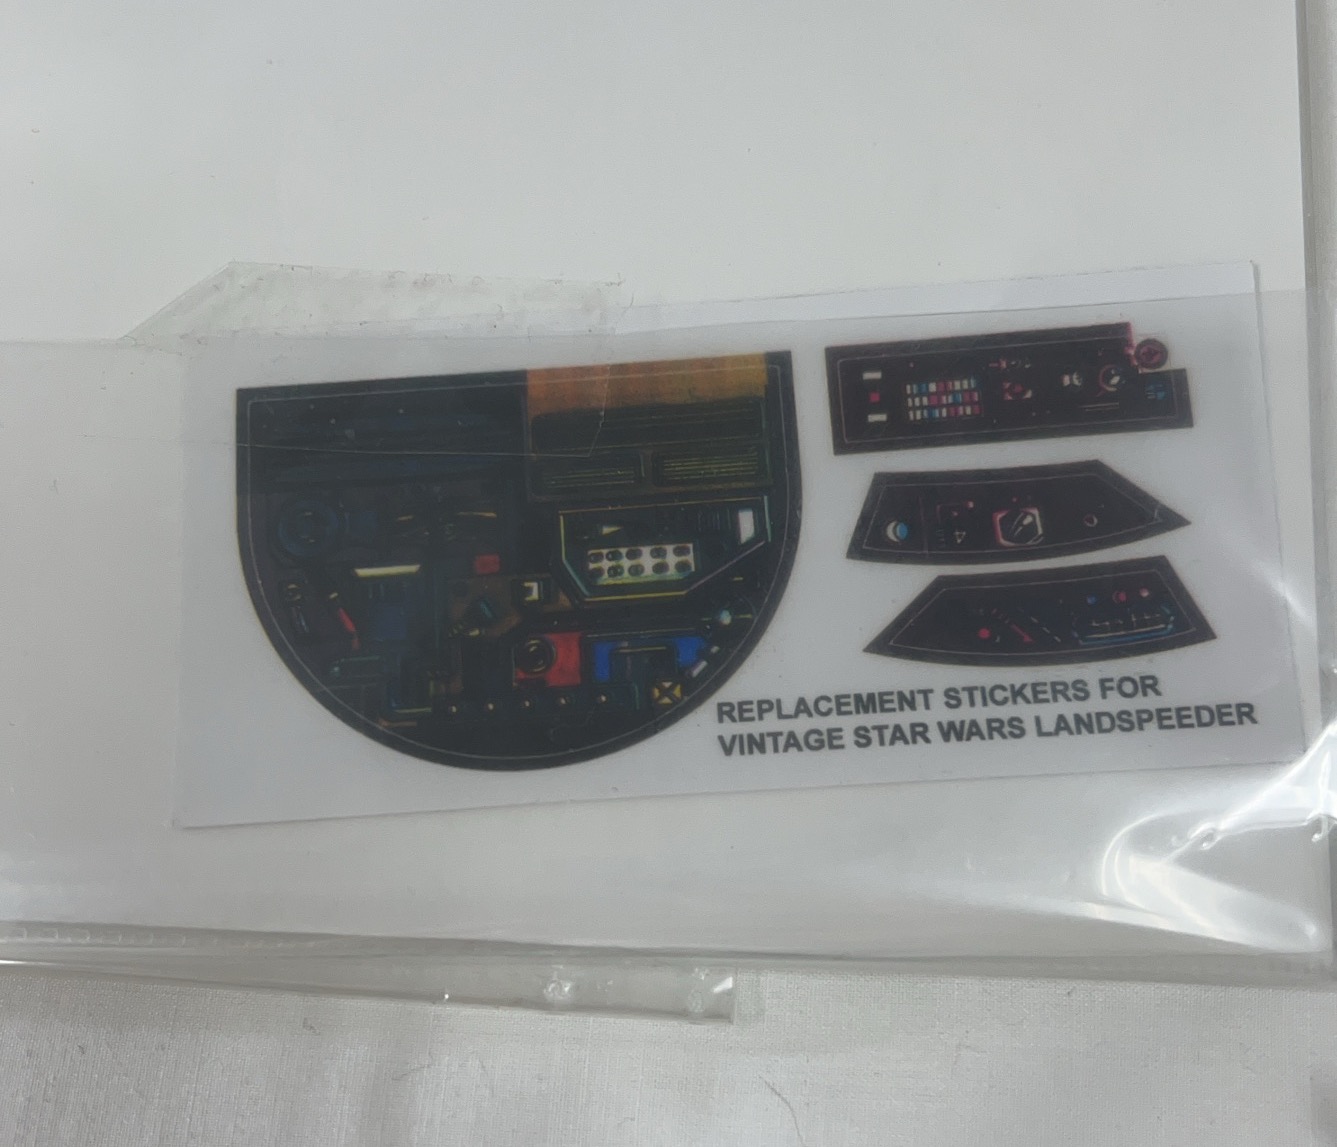 REPLACEMENT STICKERS FOR
VINTAGE STAR WARS LANDSPEEDER